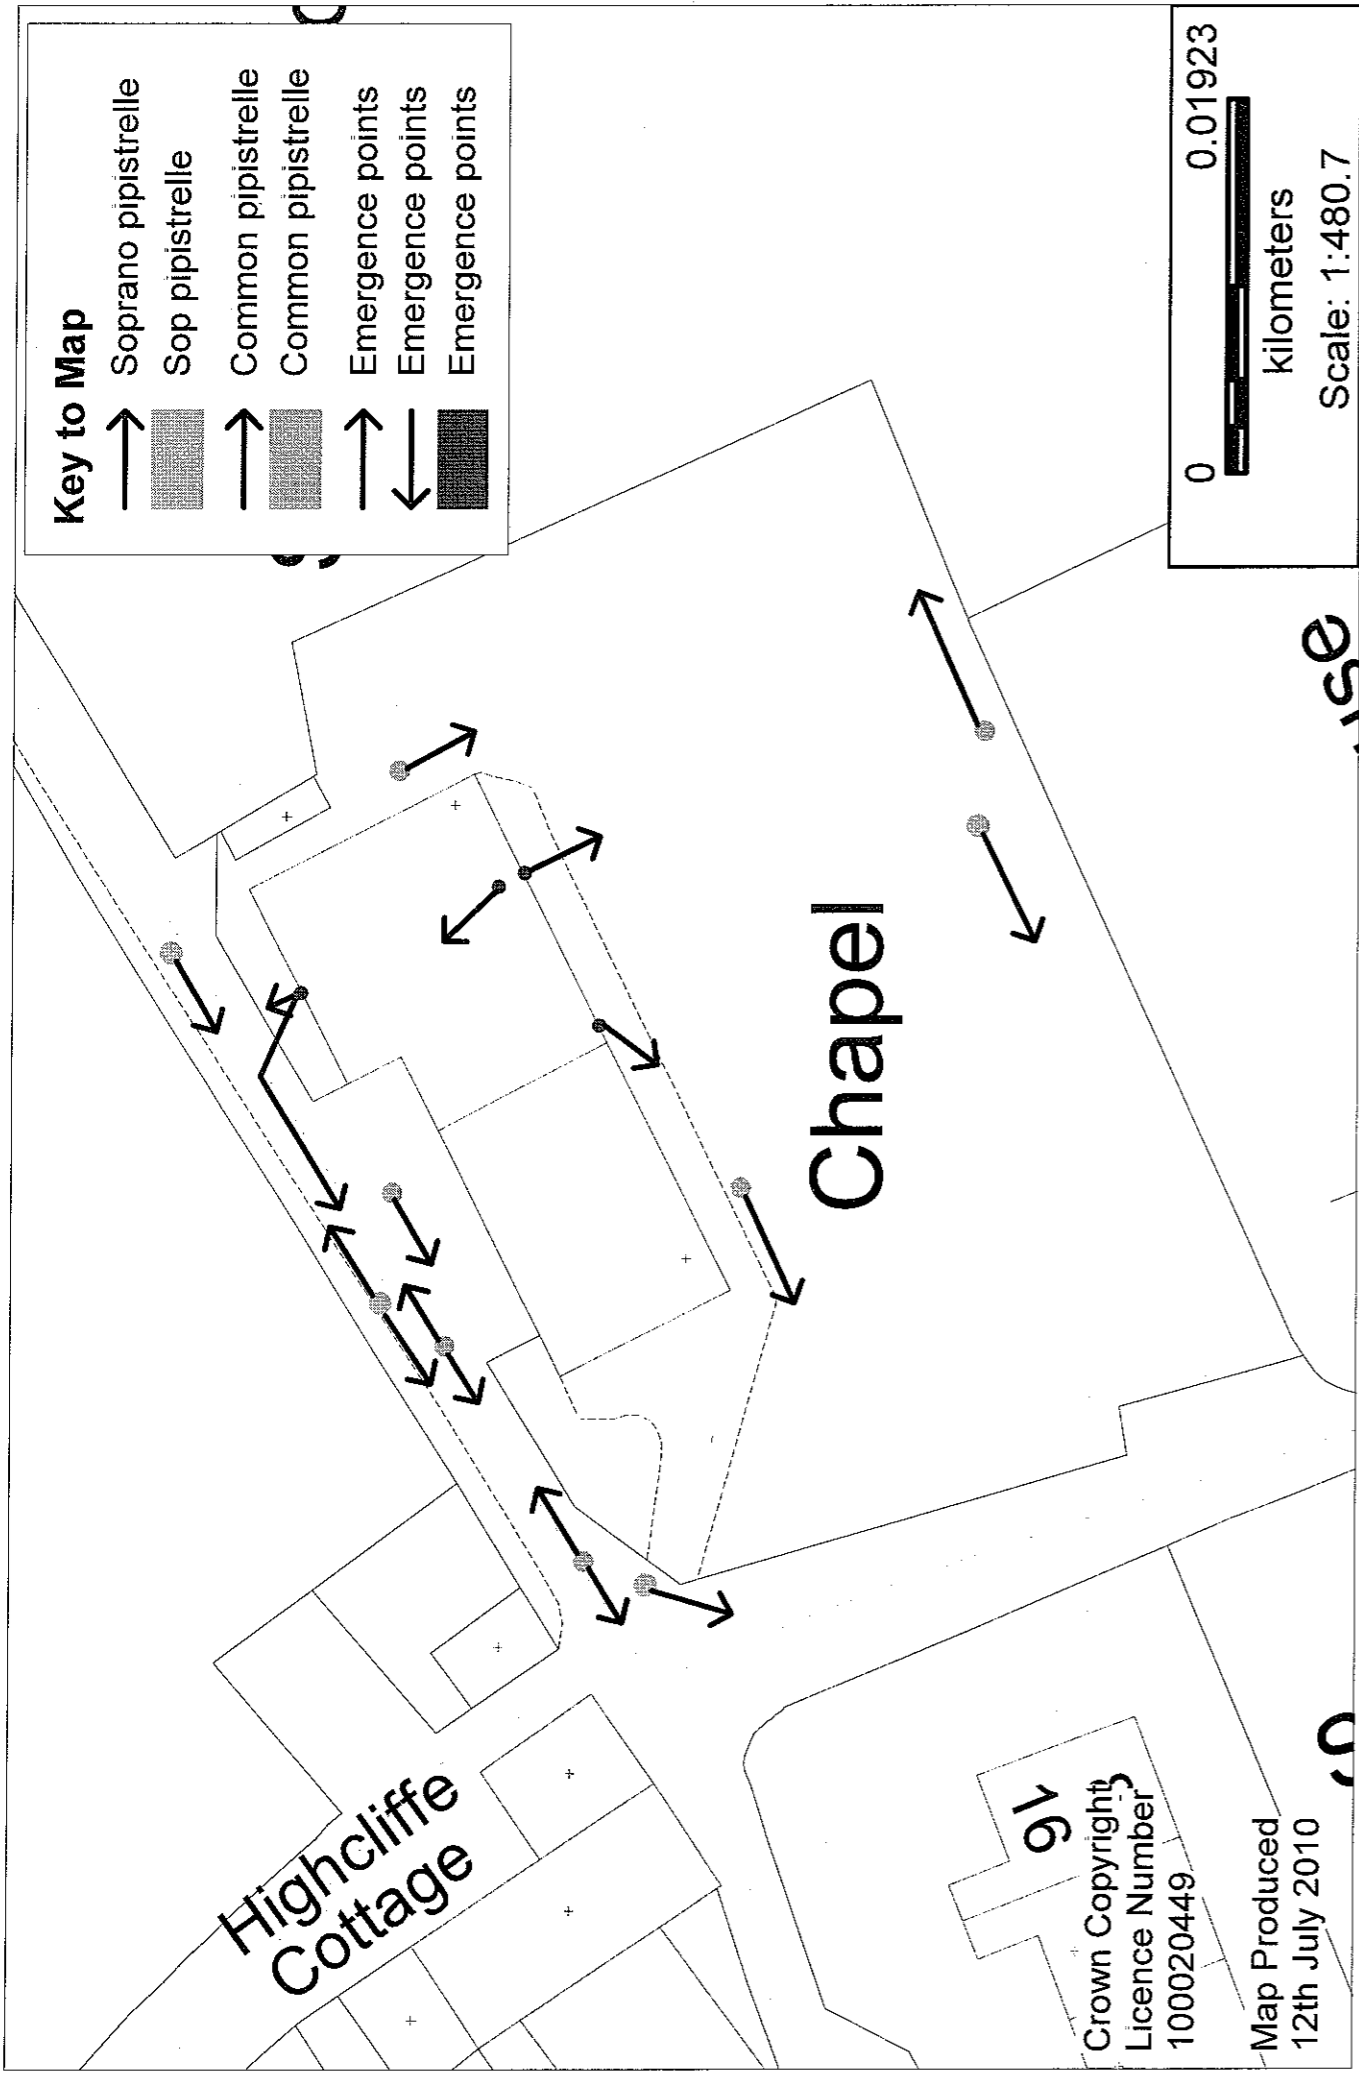 Key to Map
Soprano pipistrelle
Sop pipistrelle
Common pipistrelle
Common pipistrelle
Emergence points
Emergence points
Emergence points
Highcliffe
Cottage
Chapel
16
Crown Copyright
Licence Number
100020449
Map Produced
12th July 2010
0 0.01923
kilometers
Scale: 1:480.7